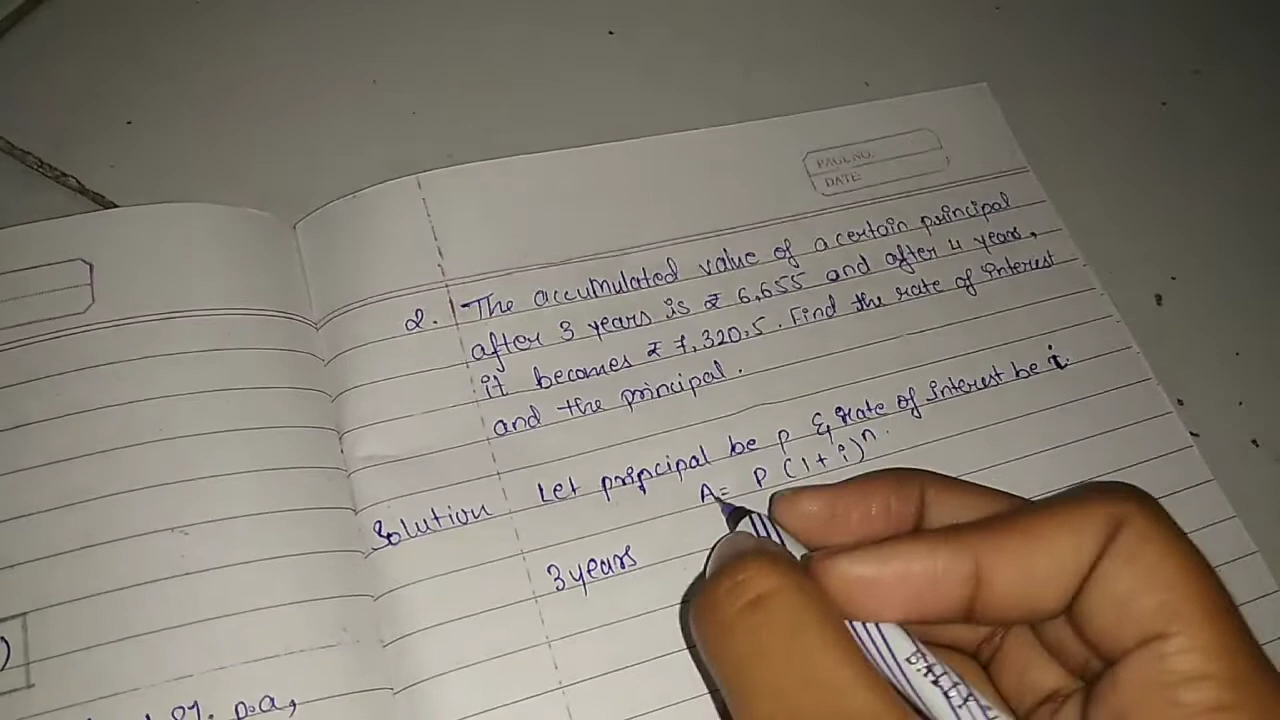 PAGE NO.
DATE
2. The accumulated value of a certain principal
after 3 years is ₹ 6,655 and after 4 years,
it becomes ₹ 7,320.5. Find the rate of interest
and the principal.
Solution Let principal be p & rate of interest be i.
A = P (1+i)^n.
3 years
p.a,